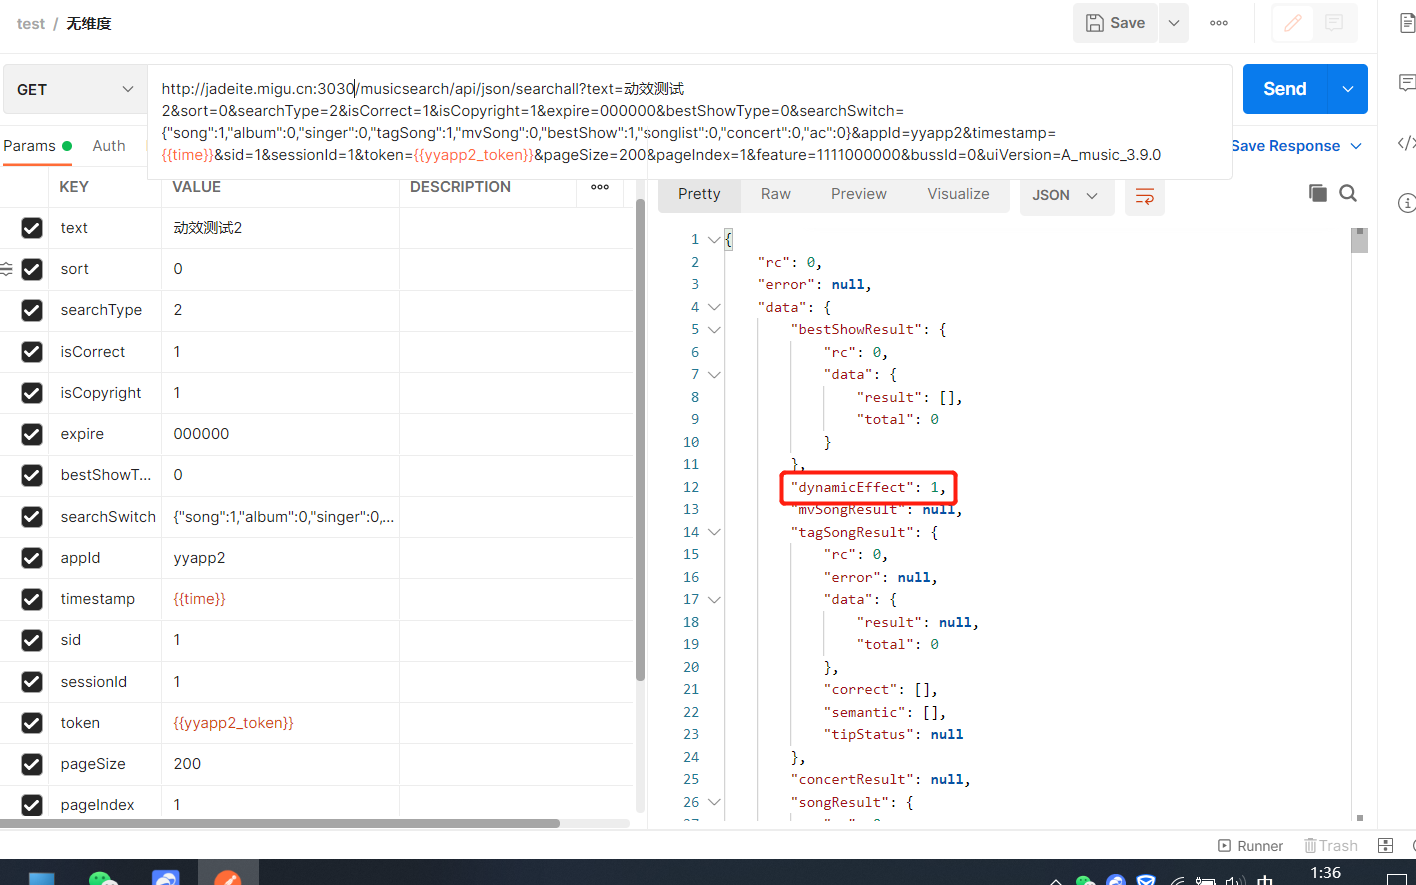 test / 无维度
Save
GET
http://jadeite.migu.cn:3030/musicsearch/api/json/searchall?text=动效测试
2&sort=0&searchType=2&isCorrect=1&isCopyright=1&expire=000000&bestShowType=0&searchSwitch=
{"song":1,"album":0,"singer":0,"tagSong":1,"mvSong":0,"bestShow":1,"songlist":0,"concert":0,"ac":0}&appId=yyapp2&timestamp=
{{time}}&sid=1&sessionId=1&token={{yyapp2_token}}&pageSize=200&pageIndex=1&feature=1111000000&bussId=0&uiVersion=A_music_3.9.0
Send
Params Auth
Save Response
KEY VALUE DESCRIPTION
text 动效测试2
sort 0
searchType 2
isCorrect 1
isCopyright 1
expire 000000
bestShowT... 0
searchSwitch {"song":1,"album":0,"singer":0,...
appId yyapp2
timestamp {{time}}
sid 1
sessionId 1
token {{yyapp2_token}}
pageSize 200
pageIndex 1
Pretty Raw Preview Visualize JSON
1 {
2 "rc": 0,
3 "error": null,
4 "data": {
5 "bestShowResult": {
6 "rc": 0,
7 "data": {
8 "result": [],
9 "total": 0
10 }
11 },
12 "dynamicEffect": 1,
13 "mvSongResult": null,
14 "tagSongResult": {
15 "rc": 0,
16 "error": null,
17 "data": {
18 "result": null,
19 "total": 0
20 },
21 "correct": [],
22 "semantic": [],
23 "tipStatus": null
24 },
25 "concertResult": null,
26 "songResult": {
Runner Trash
中 1:36